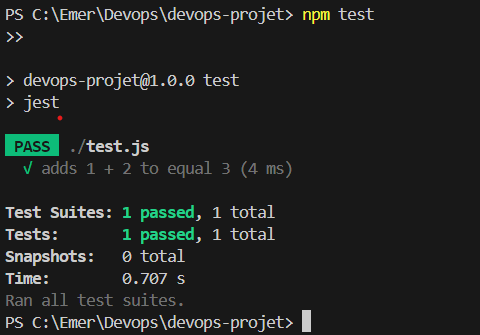 PS C:\Emer\Devops\devops-projet> npm test
>>
> devops-projet@1.0.0 test
> jest
PASS ./test.js
√ adds 1 + 2 to equal 3 (4 ms)
Test Suites: 1 passed, 1 total
Tests: 1 passed, 1 total
Snapshots: 0 total
Time: 0.707 s
Ran all test suites.
PS C:\Emer\Devops\devops-projet>